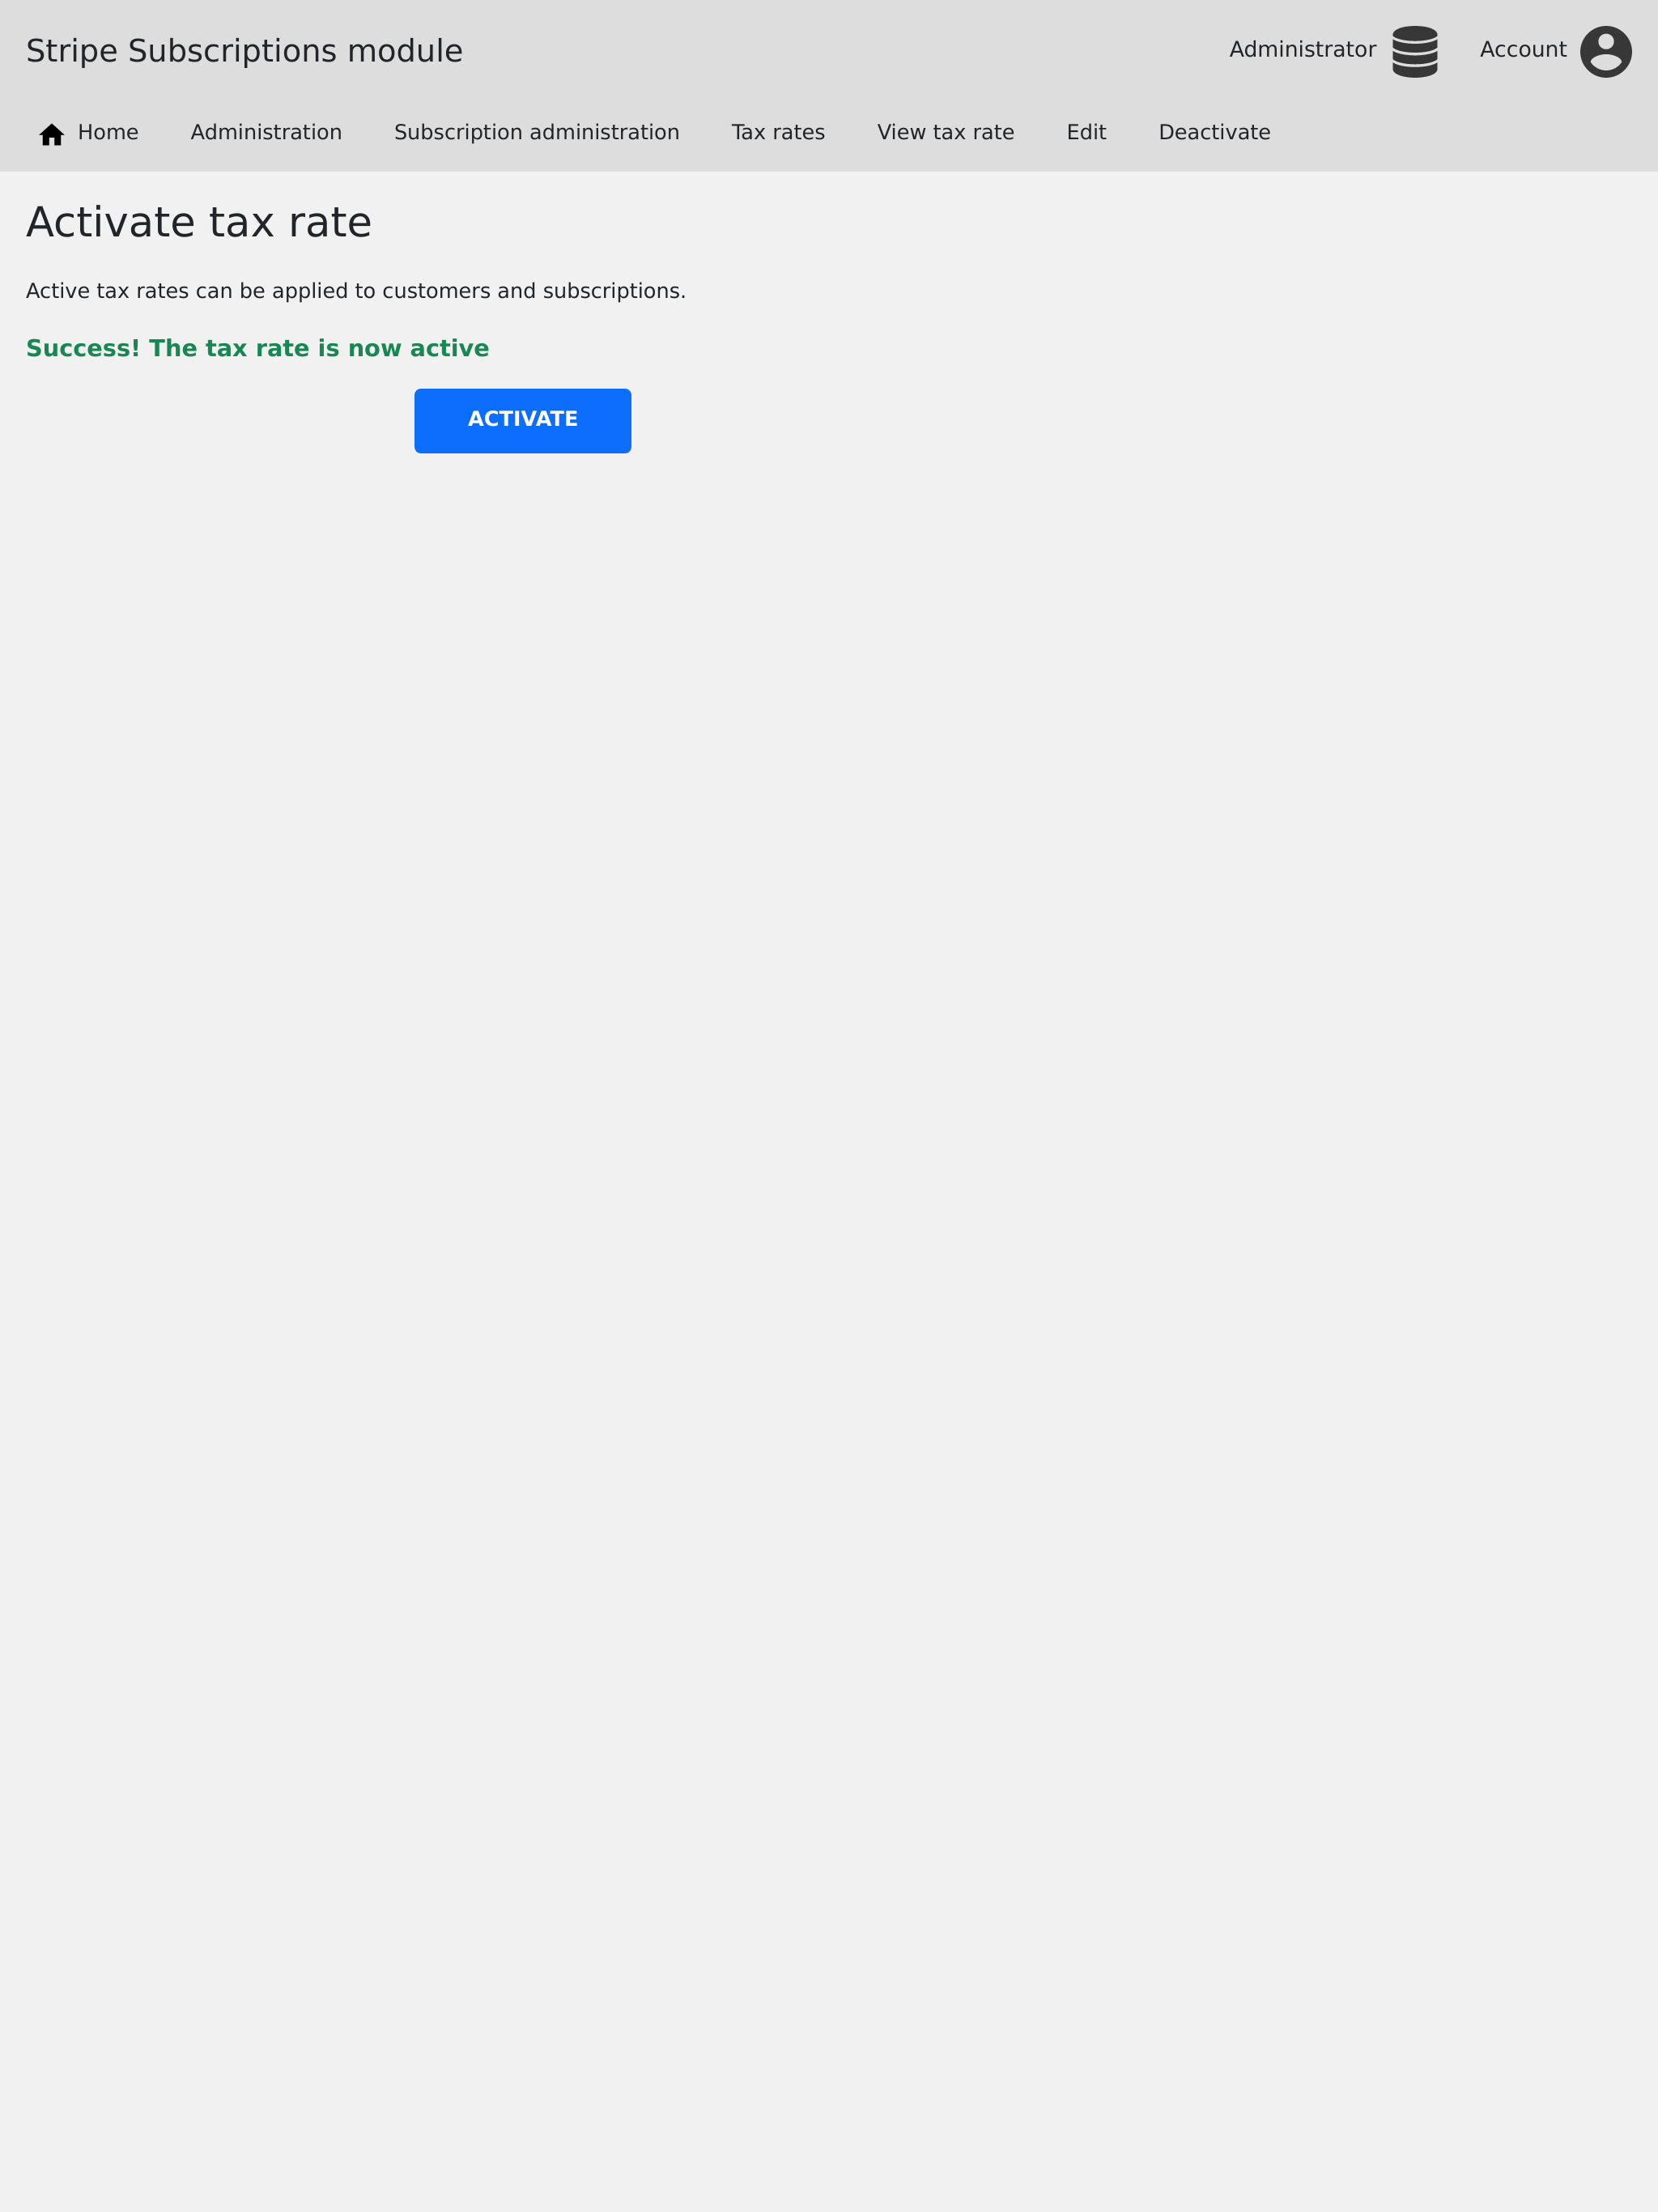 Stripe Subscriptions module
Administrator
Account
Home Administration Subscription administration Tax rates View tax rate Edit Deactivate
Activate tax rate
Active tax rates can be applied to customers and subscriptions.
Success! The tax rate is now active
ACTIVATE